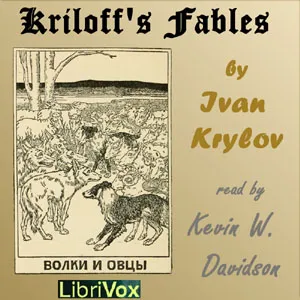 Kriloff's Fables
by
Ivan
Krylov
read by
Kevin W.
Davidson
ВОЛКИ И ОВЦЫ
LibriVox